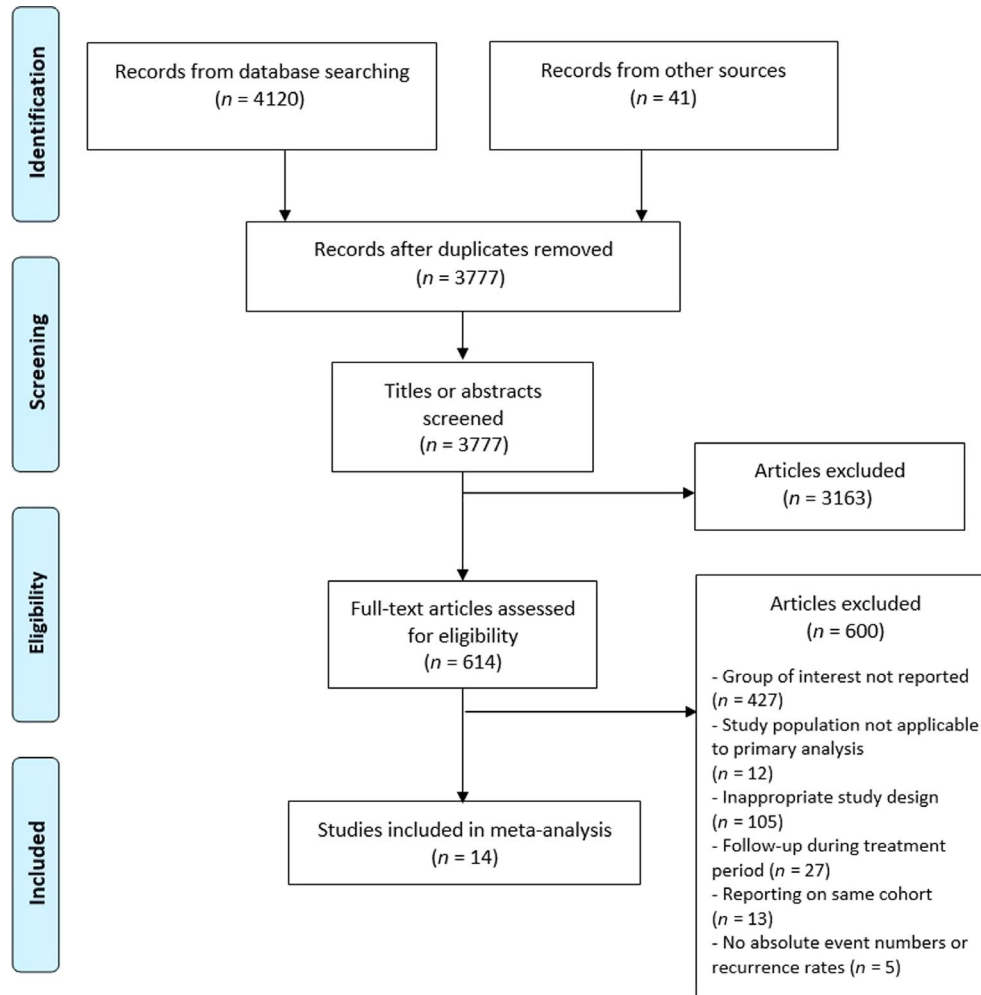 Identification
Records from database searching
(n = 4120)
Records from other sources
(n = 41)
Records after duplicates removed
(n = 3777)
Screening
Titles or abstracts
screened
(n = 3777)
Articles excluded
(n = 3163)
Eligibility
Full-text articles assessed
for eligibility
(n = 614)
Articles excluded
(n = 600)
- Group of interest not reported
(n = 427)
- Study population not applicable
to primary analysis
(n = 12)
- Inappropriate study design
(n = 105)
- Follow-up during treatment
period (n = 27)
- Reporting on same cohort
(n = 13)
- No absolute event numbers or
recurrence rates (n = 5)
Included
Studies included in meta-analysis
(n = 14)